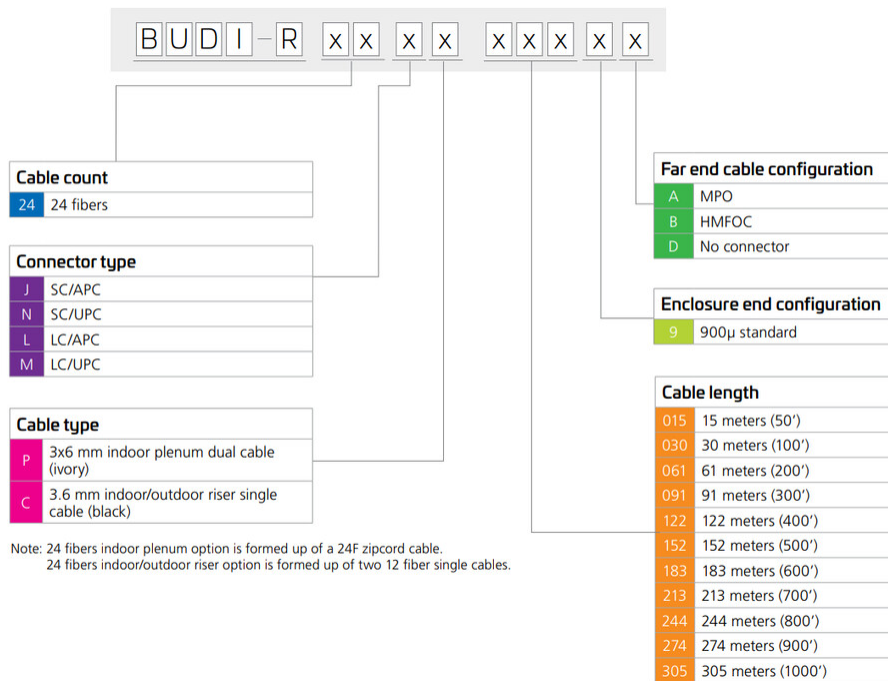 BUDI-R xx x x xxx x x
Cable count
24 24 fibers
Connector type
J SC/APC
N SC/UPC
L LC/APC
M LC/UPC
Cable type
P 3x6 mm indoor plenum dual cable
(ivory)
C 3.6 mm indoor/outdoor riser single
cable (black)
Note: 24 fibers indoor plenum option is formed up of a 24F zipcord cable.
24 fibers indoor/outdoor riser option is formed up of two 12 fiber single cables.
Far end cable configuration
A MPO
B HMFOC
D No connector
Enclosure end configuration
9 900µ standard
Cable length
015 15 meters (50’)
030 30 meters (100’)
061 61 meters (200’)
091 91 meters (300’)
122 122 meters (400’)
152 152 meters (500’)
183 183 meters (600’)
213 213 meters (700’)
244 244 meters (800’)
274 274 meters (900’)
305 305 meters (1000’)